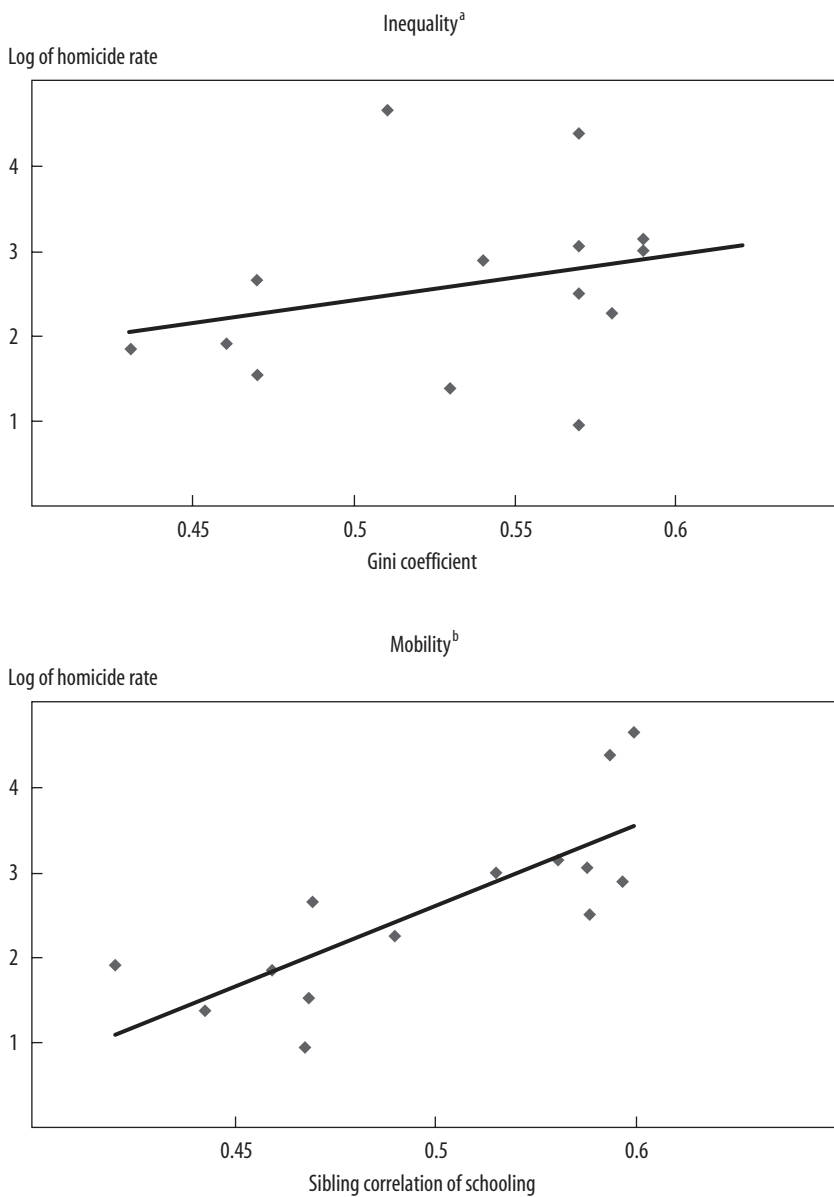 Inequality^a
Log of homicide rate
4
3
2
1
0.45 0.5 0.55 0.6
Gini coefficient
Mobility^b
Log of homicide rate
4
3
2
1
0.45 0.5 0.6
Sibling correlation of schooling